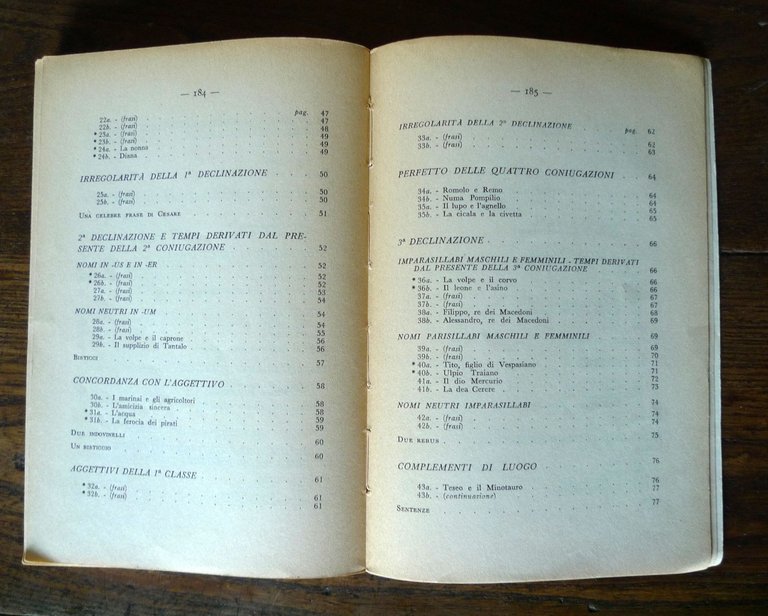 — 184 —
pag. 47
22a. - (frasi) 47
22b. - (frasi) 48
*23a. - (frasi) 49
*23b. - (frasi) 49
*24a. - La nonna 49
*24b. - Diana
IRREGOLARITÀ DELLA 1ª DECLINAZIONE 50
25a. - (frasi) 50
25b. - (frasi) 50
UNA CELEBRE FRASE DI CESARE 51
2ª DECLINAZIONE E TEMPI DERIVATI DAL PRE-
SENTE DELLA 2ª CONIUGAZIONE 52
NOMI IN -US E IN -ER 52
*26a. - (frasi) 52
*26b. - (frasi) 52
27a. - (frasi) 53
27b. - (frasi) 54
NOMI NEUTRI IN -UM 54
28a. - (frasi) 54
28b. - (frasi) 55
29a. - La volpe e il caprone 56
29b. - Il supplizio di Tantalo 56
BISTICCI 57
CONCORDANZA CON L'AGGETTIVO 58
30a. - I marinai e gli agricoltori 58
30b. - L'amicizia sincera 58
*31a. - L'acqua 59
*31b. - La ferocia dei pirati 59
DUE INDOVINELLI 60
UN BISTICCIO 60
AGGETTIVI DELLA 1ª CLASSE 61
*32a. - (frasi) 61
*32b. - (frasi) 61
— 185 —
IRREGOLARITÀ DELLA 2ª DECLINAZIONE pag. 62
33a. - (frasi) 62
33b. - (frasi) 63
PERFETTO DELLE QUATTRO CONIUGAZIONI 64
34a. - Romolo e Remo 64
34b. - Numa Pompilio 64
35a. - Il lupo e l'agnello 65
35b. - La cicala e la civetta 65
3ª DECLINAZIONE 66
IMPARASILLABI MASCHILI E FEMMINILI - TEMPI DERIVATI
DAL PRESENTE DELLA 3ª CONIUGAZIONE 66
*36a. - La volpe e il corvo 66
*36b. - Il leone e l'asino 66
37a. - (frasi) 67
37b. - (frasi) 67
38a. - Filippo, re dei Macedoni 68
38b. - Alessandro, re dei Macedoni 69
NOMI PARISILLABI MASCHILI E FEMMINILI 69
39a. - (frasi) 69
39b. - (frasi) 70
*40a. - Tito, figlio di Vespasiano 71
*40b. - Ulpio Traiano 71
41a. - Il dio Mercurio 72
41b. - La dea Cerere 73
NOMI NEUTRI IMPARASILLABI 74
42a. - (frasi) 74
42b. - (frasi) 74
DUE REBUS 75
COMPLEMENTI DI LUOGO 76
43a. - Teseo e il Minotauro 76
43b. - (continuazione) 77
SENTENZE 77